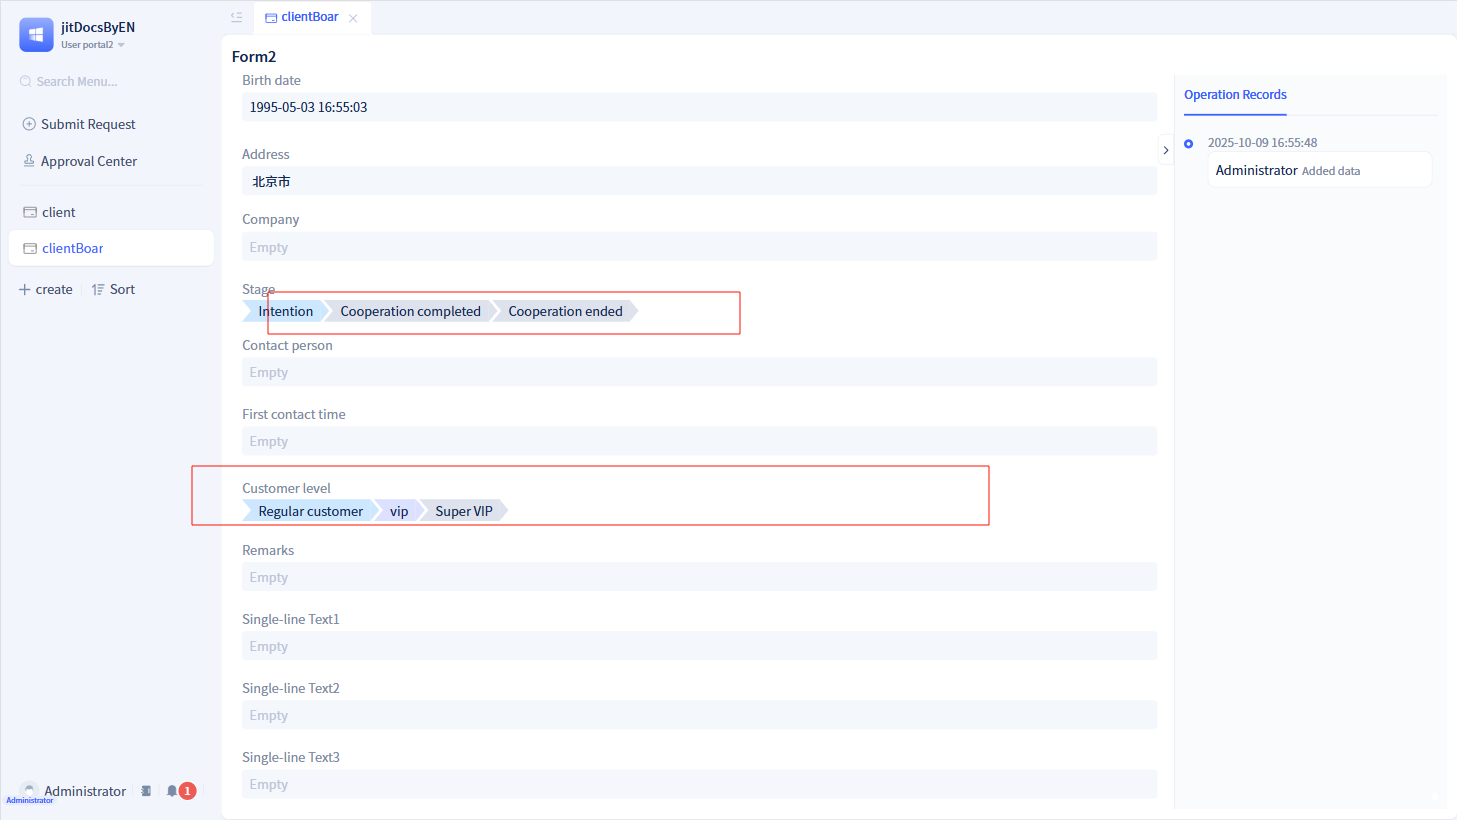 jitDocsByEN
User portal2
Search Menu...
Submit Request
Approval Center
client
clientBoar
create
Sort
Administrator
1
Administrator
clientBoar
Form2
Birth date
1995-05-03 16:55:03
Address
北京市
Company
Empty
Stage
Intention
Cooperation completed
Cooperation ended
Contact person
Empty
First contact time
Empty
Customer level
Regular customer
vip
Super VIP
Remarks
Empty
Single-line Text1
Empty
Single-line Text2
Empty
Single-line Text3
Empty
Operation Records
2025-10-09 16:55:48
Administrator Added data